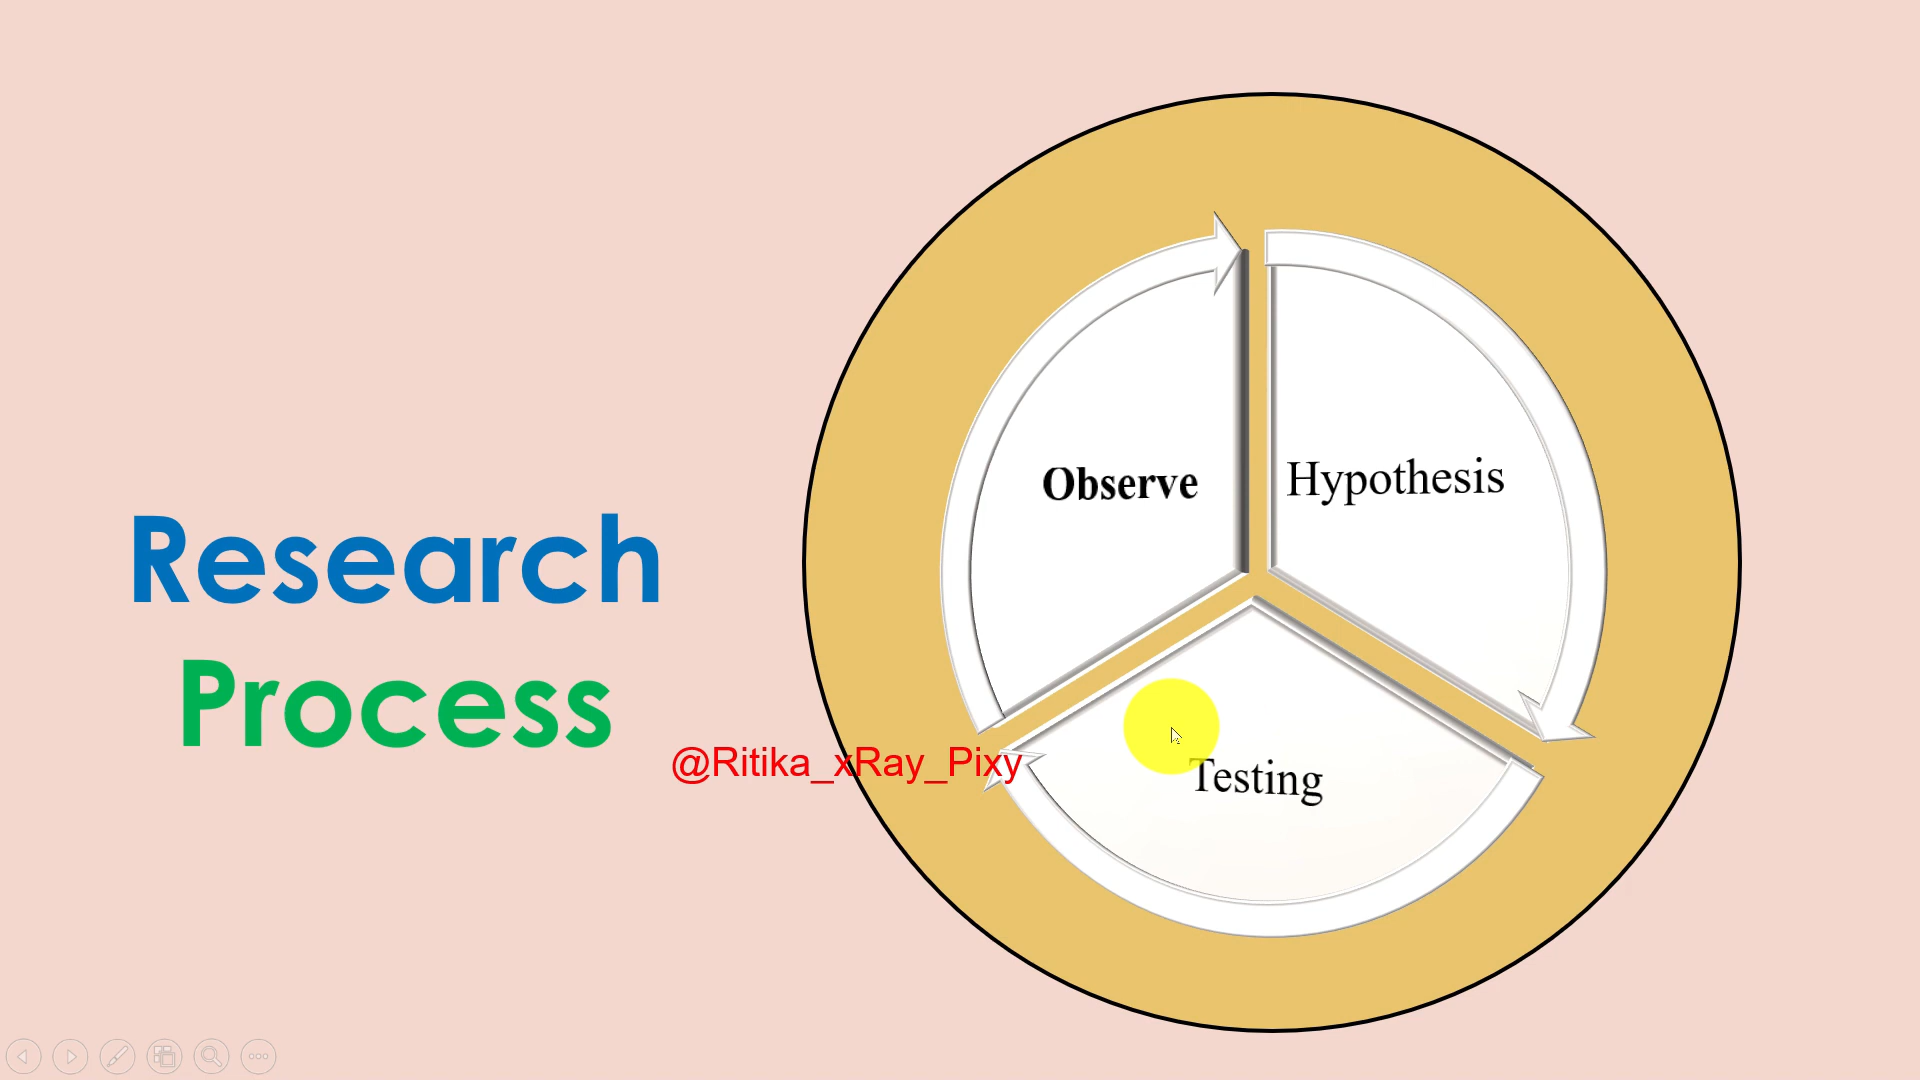 Research
Process
@Ritika_xRay_Pixy
Observe
Hypothesis
Testing